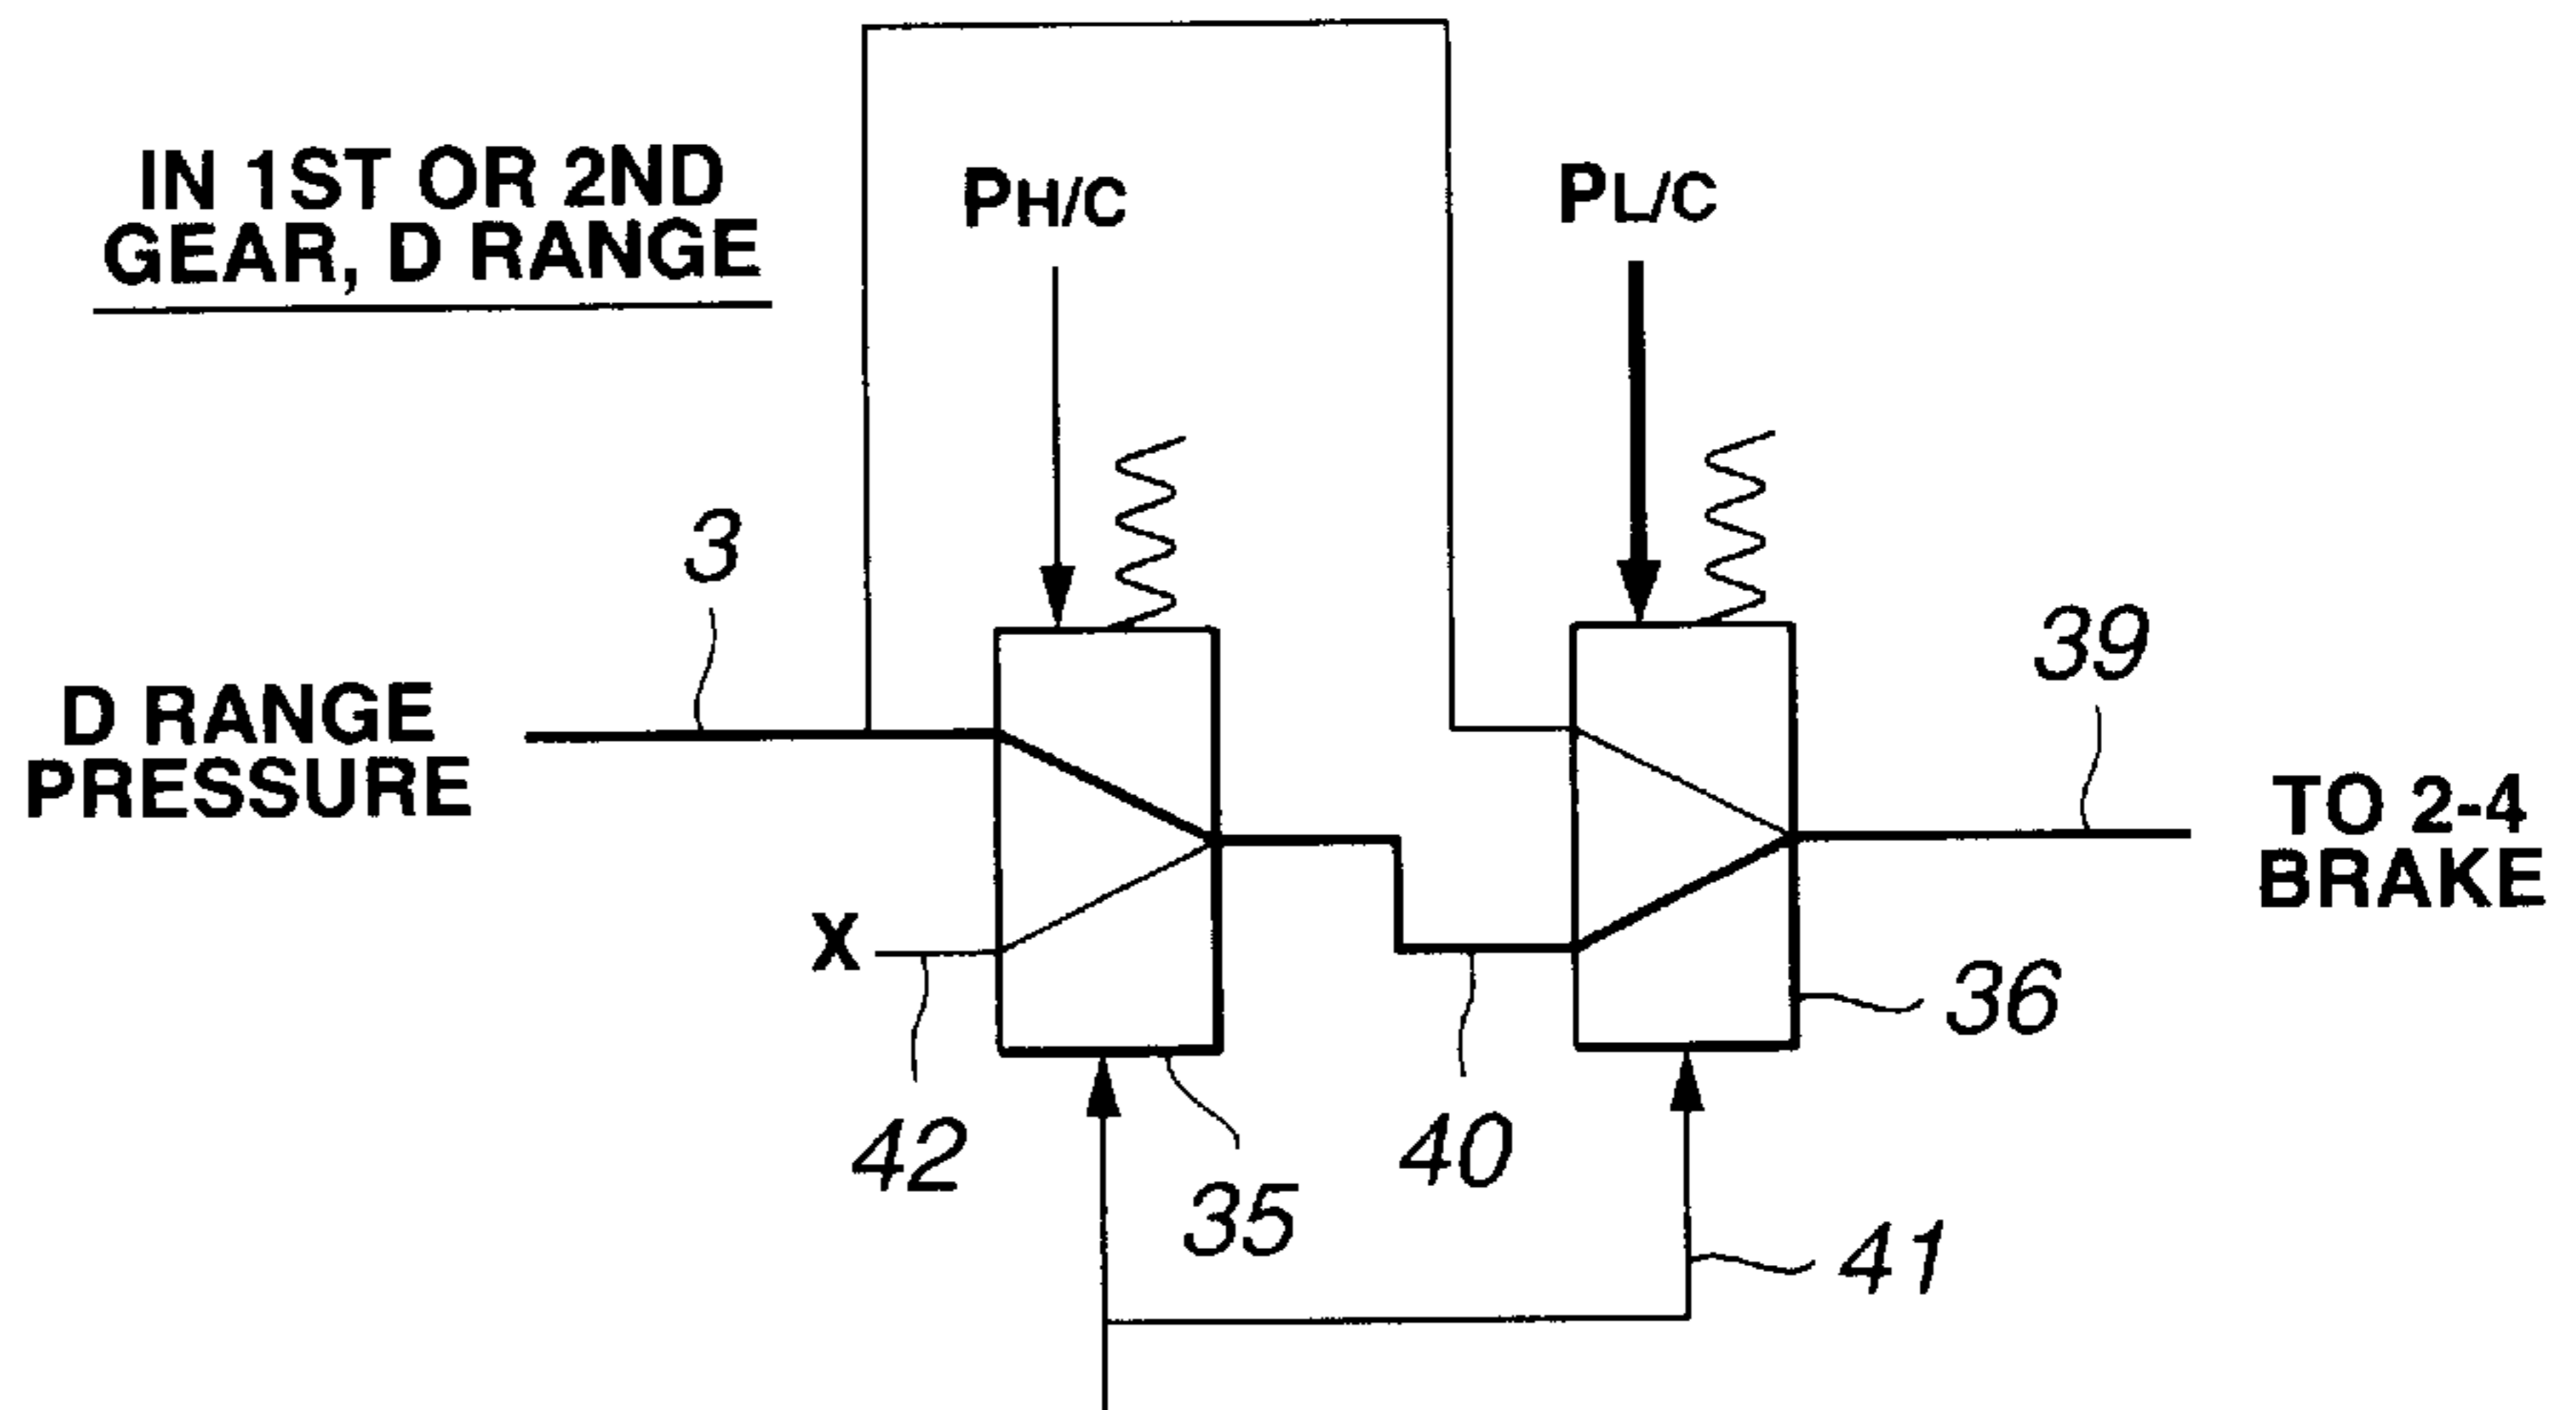 IN 1ST OR 2ND
GEAR, D RANGE
PH/C
PL/C
3
39
D RANGE
PRESSURE
TO 2-4
BRAKE
X
36
42
40
35
41